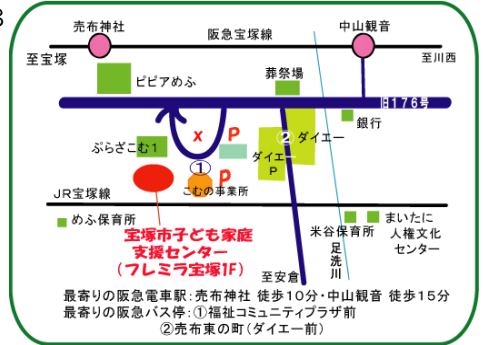 8
売布神社
阪急宝塚線
中山観音
至宝塚
至川西
ピピアめふ
葬祭場
旧176号
銀行
x
P
② ダイエー
ぷらざこむ1
ダイエー
P
①
P
こむの事業所
JR宝塚線
めふ保育所
宝塚市子ども家庭
支援センター
(フレミラ宝塚1F)
米谷保育所
まいたに
人権文化
センター
足洗川
至安倉
最寄りの阪急電車駅:売布神社 徒歩10分・中山観音 徒歩15分
最寄りの阪急バス停:①福祉コミュニティプラザ前
②売布東の町(ダイエー前)